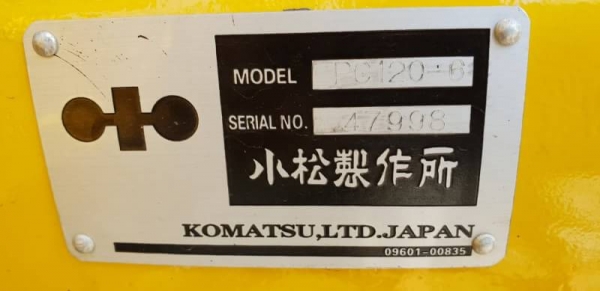 MODEL PC120-6
SERIAL NO. 47998
小松製作所
KOMATSU,LTD.JAPAN
09601-00835